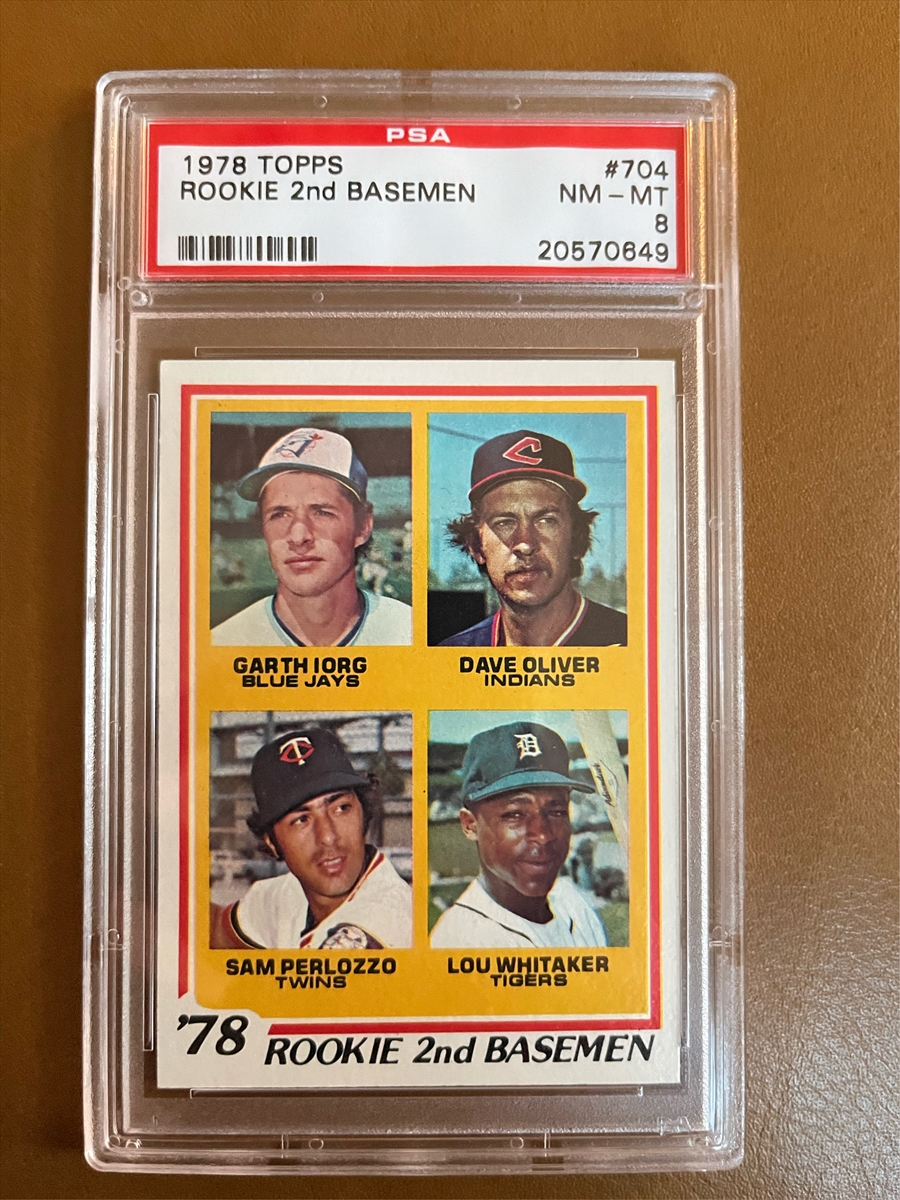 PSA
1978 TOPPS #704
ROOKIE 2nd BASEMEN NM - MT
8
20570649
GARTH IORG
BLUE JAYS
DAVE OLIVER
INDIANS
SAM PERLOZZO
TWINS
LOU WHITAKER
TIGERS
'78 ROOKIE 2nd BASEMEN